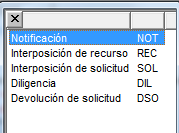 Notificación NOT
Interposición de recurso REC
Interposición de solicitud SOL
Diligencia DIL
Devolución de solicitud DSO